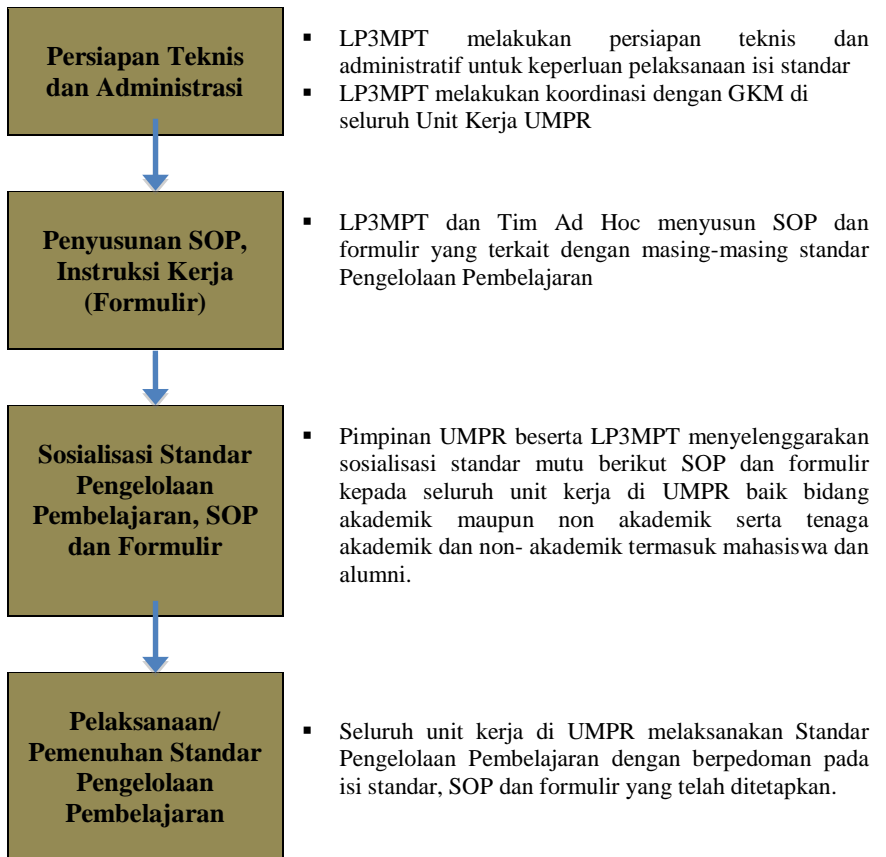 Persiapan Teknis
dan Administrasi
▪ LP3MPT melakukan persiapan teknis dan
administratif untuk keperluan pelaksanaan isi standar
▪ LP3MPT melakukan koordinasi dengan GKM di
seluruh Unit Kerja UMPR
Penyusunan SOP,
Instruksi Kerja
(Formulir)
▪ LP3MPT dan Tim Ad Hoc menyusun SOP dan
formulir yang terkait dengan masing-masing standar
Pengelolaan Pembelajaran
Sosialisasi Standar
Pengelolaan
Pembelajaran, SOP
dan Formulir
▪ Pimpinan UMPR beserta LP3MPT menyelenggarakan
sosialisasi standar mutu berikut SOP dan formulir
kepada seluruh unit kerja di UMPR baik bidang
akademik maupun non akademik serta tenaga
akademik dan non- akademik termasuk mahasiswa dan
alumni.
Pelaksanaan/
Pemenuhan Standar
Pengelolaan
Pembelajaran
▪ Seluruh unit kerja di UMPR melaksanakan Standar
Pengelolaan Pembelajaran dengan berpedoman pada
isi standar, SOP dan formulir yang telah ditetapkan.